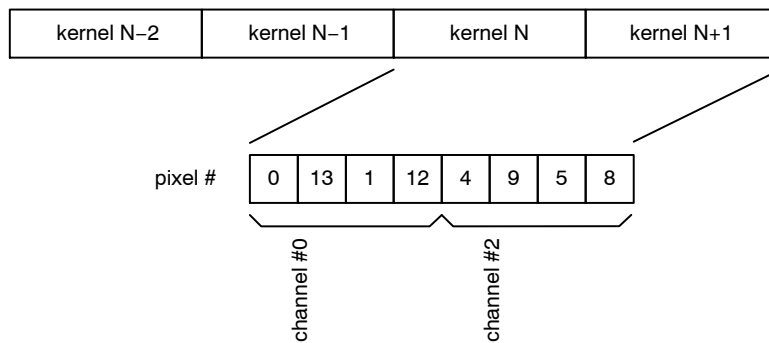 kernel N−2 kernel N−1 kernel N kernel N+1
pixel # 0 13 1 12 4 9 5 8
channel #0 channel #2